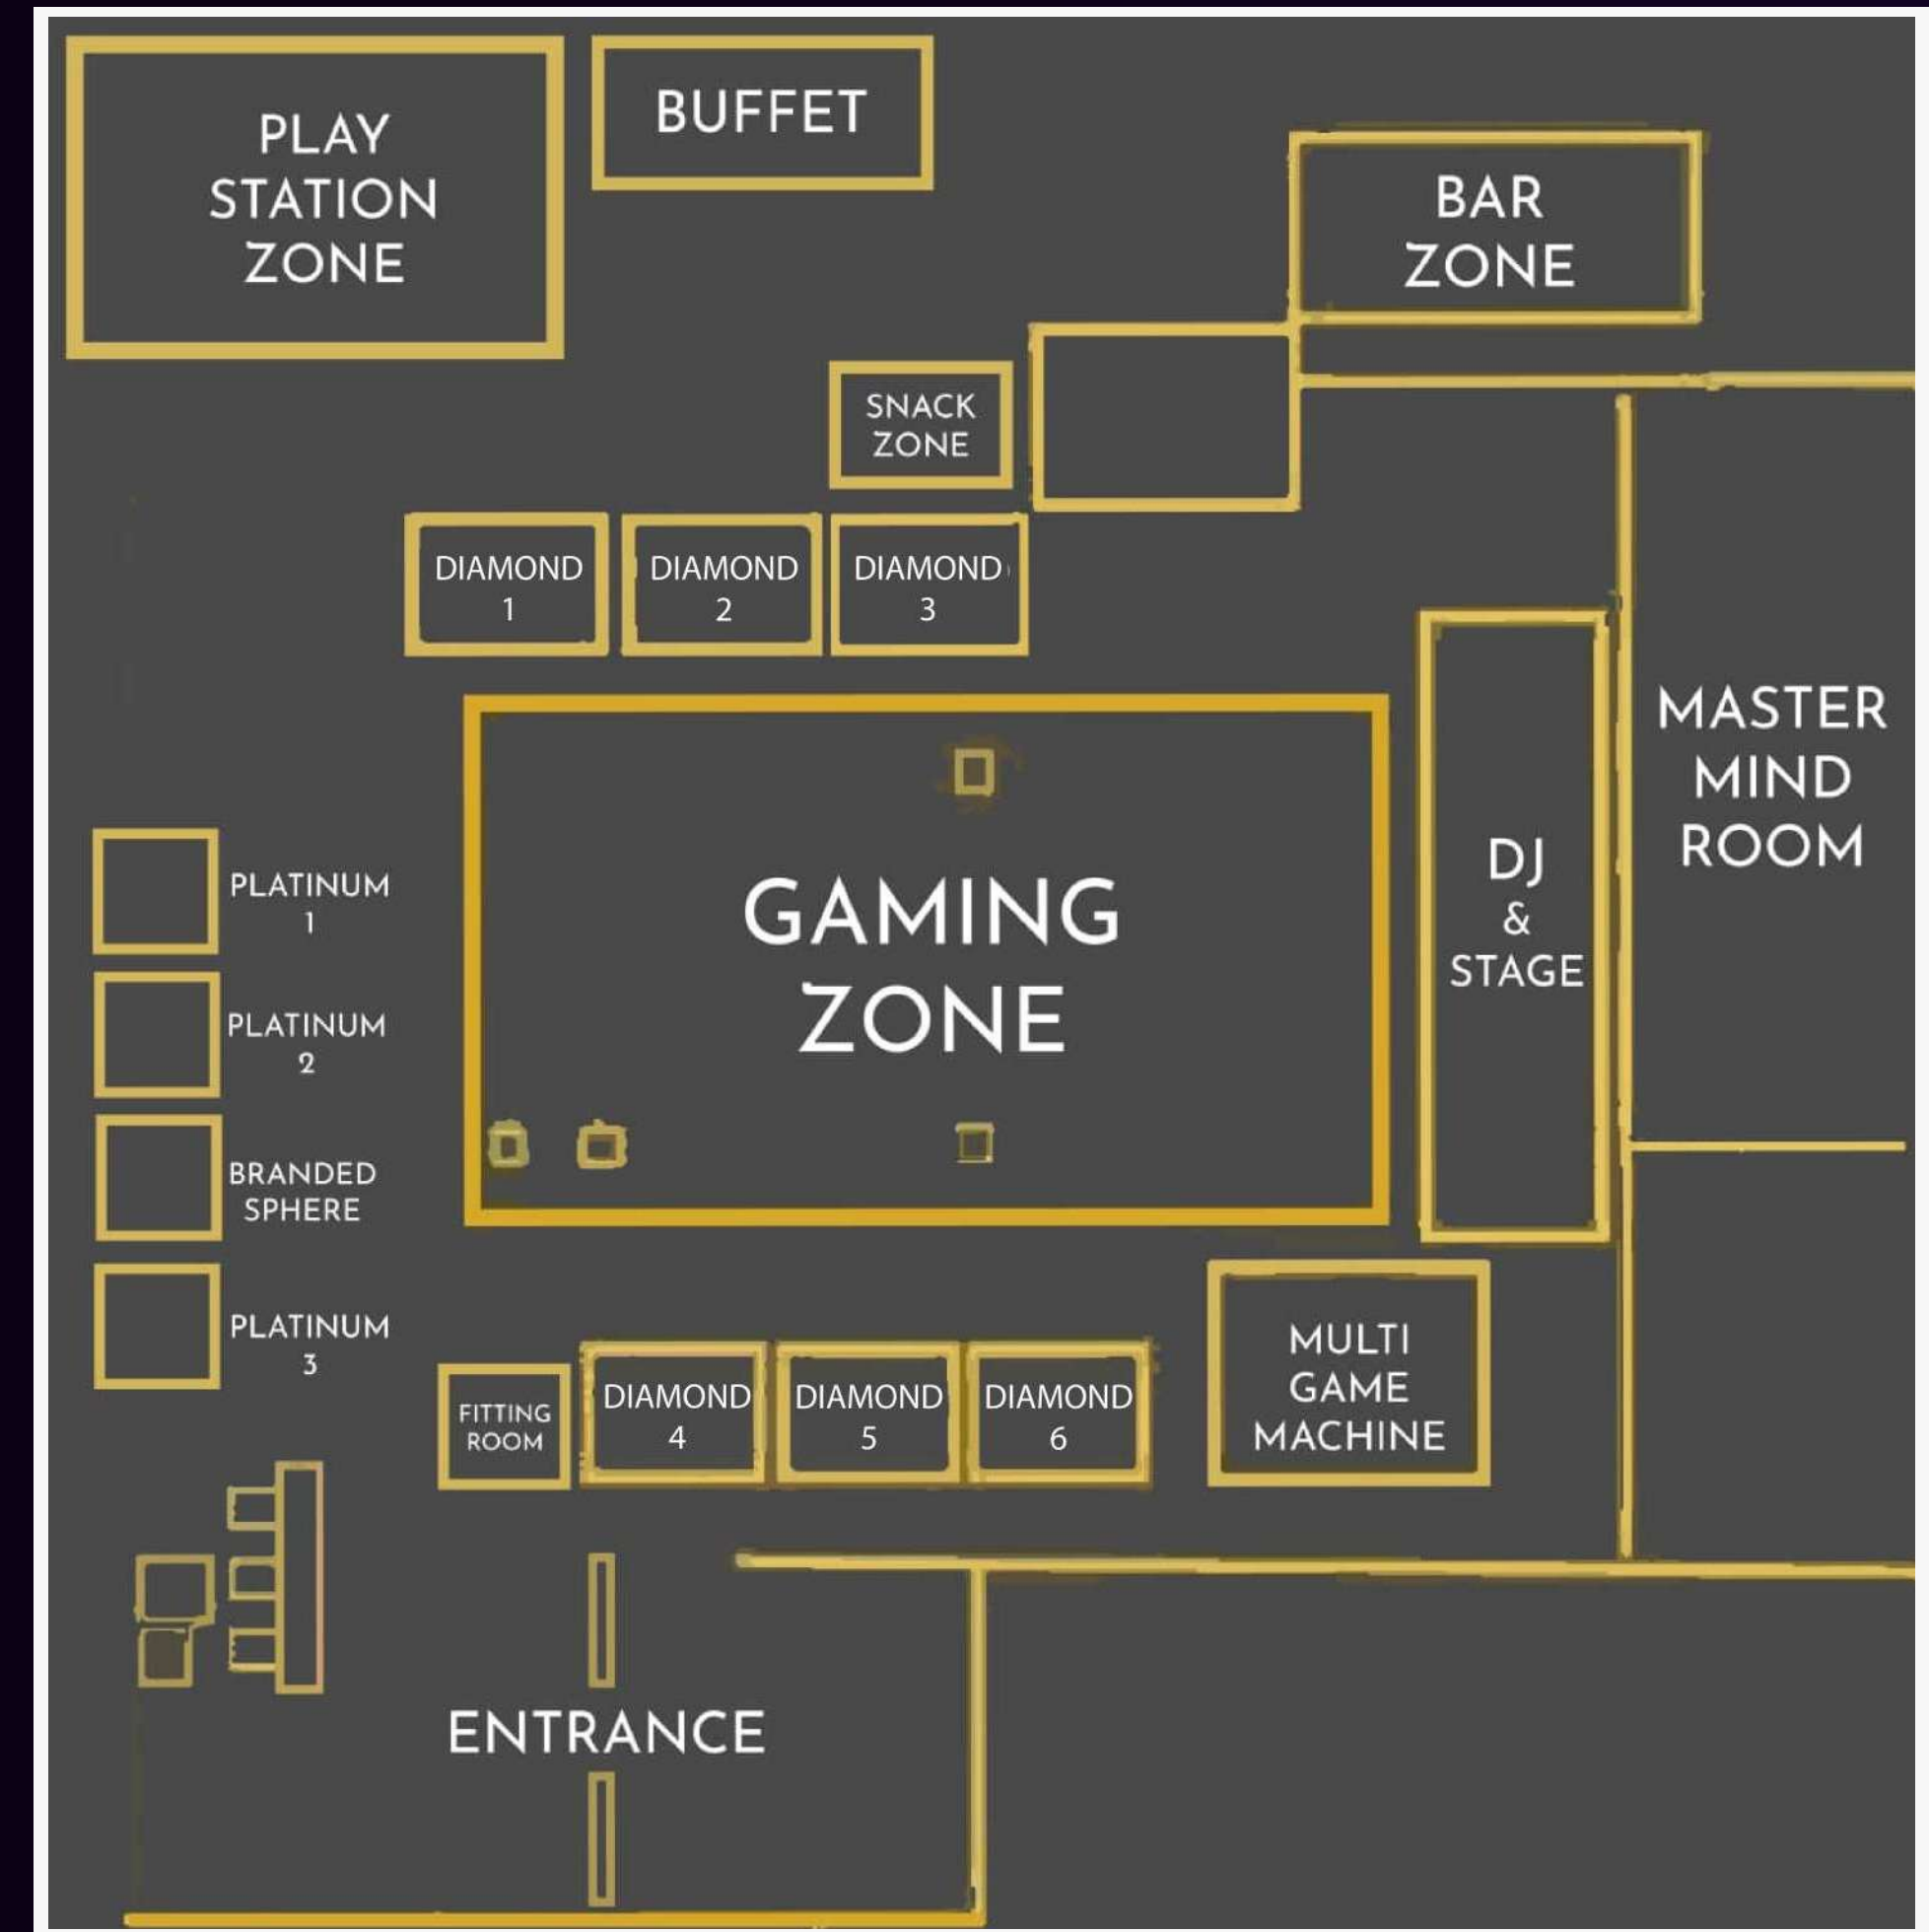 PLAY
STATION
ZONE
BUFFET
BAR
ZONE
SNACK
ZONE
DIAMOND
1
DIAMOND
2
DIAMOND
3
MASTER
MIND
ROOM
GAMING
ZONE
DJ
&
STAGE
PLATINUM
1
PLATINUM
2
BRANDED
SPHERE
PLATINUM
3
FITTING
ROOM
DIAMOND
4
DIAMOND
5
DIAMOND
6
MULTI
GAME
MACHINE
ENTRANCE